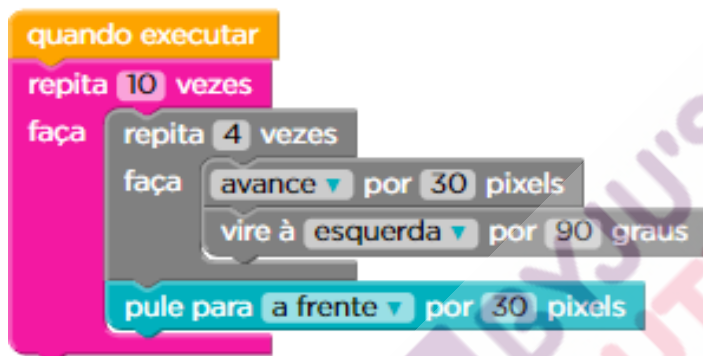 quando executar
repita 10 vezes
faça repita 4 vezes
faça avance ▼ por 30 pixels
vire à esquerda ▼ por 90 graus
pule para a frente ▼ por 30 pixels
BYJU'S